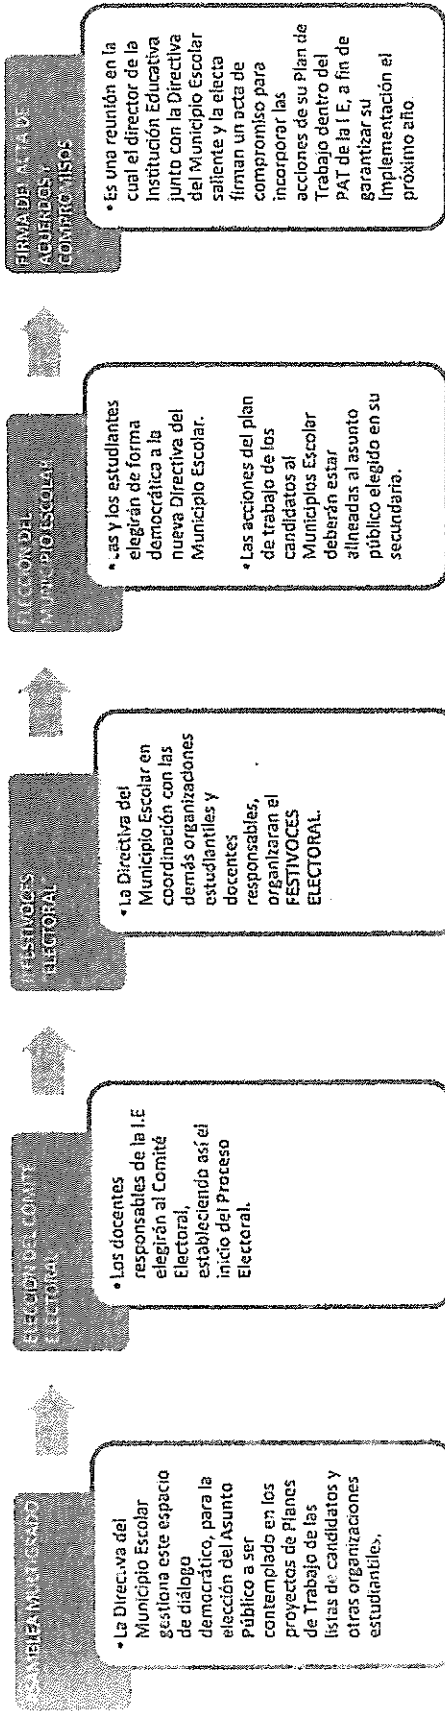 ASAMBLEA MULTIGRADO
• La Directiva del
Municipio Escolar
gestiona este espacio
de diálogo
democrático, para la
elección del Asunto
Público a ser
contemplado en los
proyectos de Planes
de Trabajo de las
listas de candidatos y
otras organizaciones
estudiantiles.
ELECCIÓN DEL COMITÉ
ELECTORAL
• Los docentes
responsables de la I.E
elegirán al Comité
Electoral,
estableciendo así el
inicio del Proceso
Electoral.
FESTIVOCES
ELECTORAL
• La Directiva del
Municipio Escolar en
coordinación con las
demás organizaciones
estudiantiles y
docentes
responsables,
organizaran el
FESTIVOCES
ELECTORAL.
ELECCIÓN DEL
MUNICIPIO ESCOLAR
• Las y los estudiantes
elegirán de forma
democrática a la
nueva Directiva del
Municipio Escolar.
• Las acciones del plan
de trabajo de los
candidatos al
Municipios Escolar
deberán estar
alineadas al asunto
público elegido en su
secundaria.
FIRMA DEL ACTA DE
ACUERDOS Y
COMPROMISOS
• Es una reunión en la
cual el director de la
Institución Educativa
junto con la Directiva
del Municipio Escolar
saliente y la electa
firman un acta de
compromiso para
incorporar las
acciones de su Plan de
Trabajo dentro del
PAT de la I E, a fin de
garantizar su
Implementación el
próximo año.